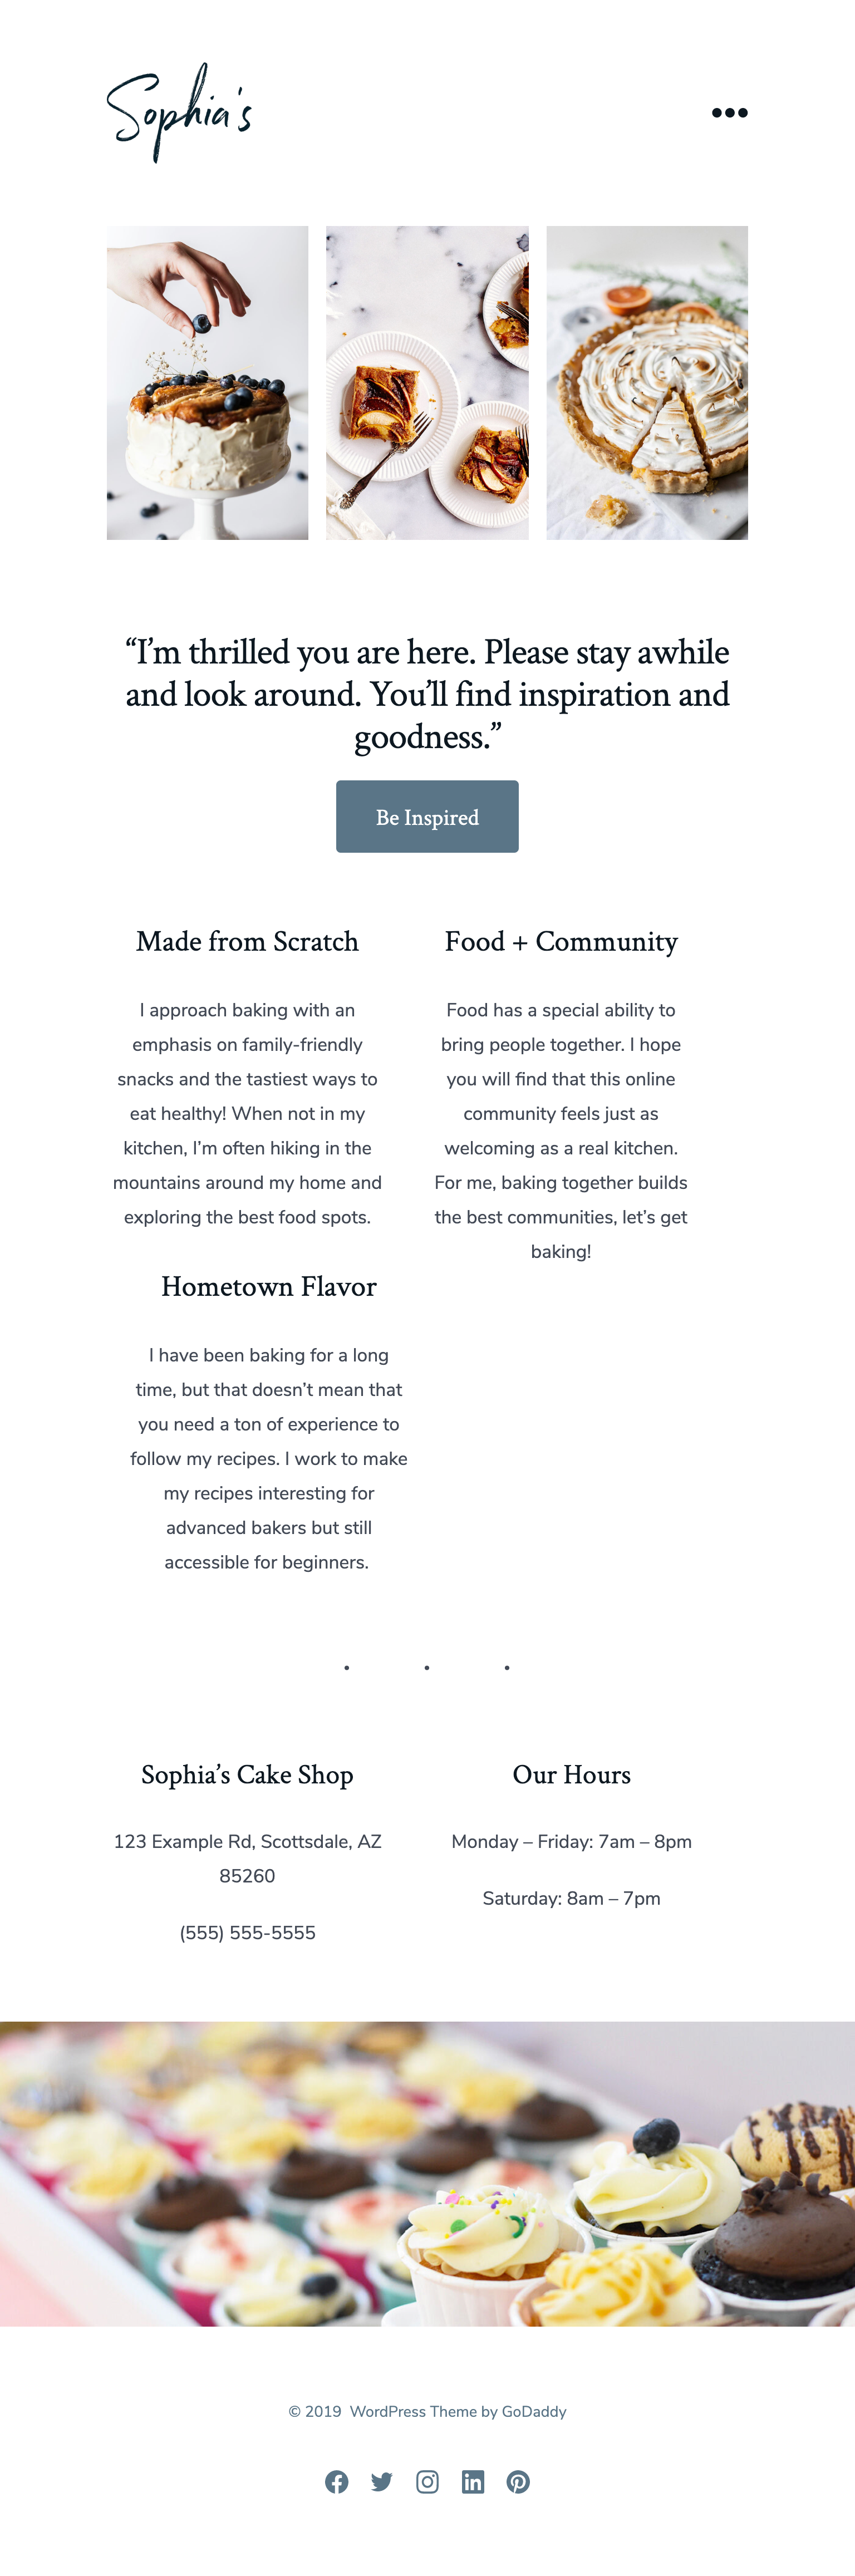 Sophia's
“I’m thrilled you are here. Please stay awhile
and look around. You’ll find inspiration and
goodness.”
Be Inspired
Made from Scratch
I approach baking with an
emphasis on family-friendly
snacks and the tastiest ways to
eat healthy! When not in my
kitchen, I’m often hiking in the
mountains around my home and
exploring the best food spots.
Food + Community
Food has a special ability to
bring people together. I hope
you will find that this online
community feels just as
welcoming as a real kitchen.
For me, baking together builds
the best communities, let’s get
baking!
Hometown Flavor
I have been baking for a long
time, but that doesn’t mean that
you need a ton of experience to
follow my recipes. I work to make
my recipes interesting for
advanced bakers but still
accessible for beginners.
Sophia’s Cake Shop
123 Example Rd, Scottsdale, AZ
85260
(555) 555-5555
Our Hours
Monday – Friday: 7am – 8pm
Saturday: 8am – 7pm
© 2019  WordPress Theme by GoDaddy